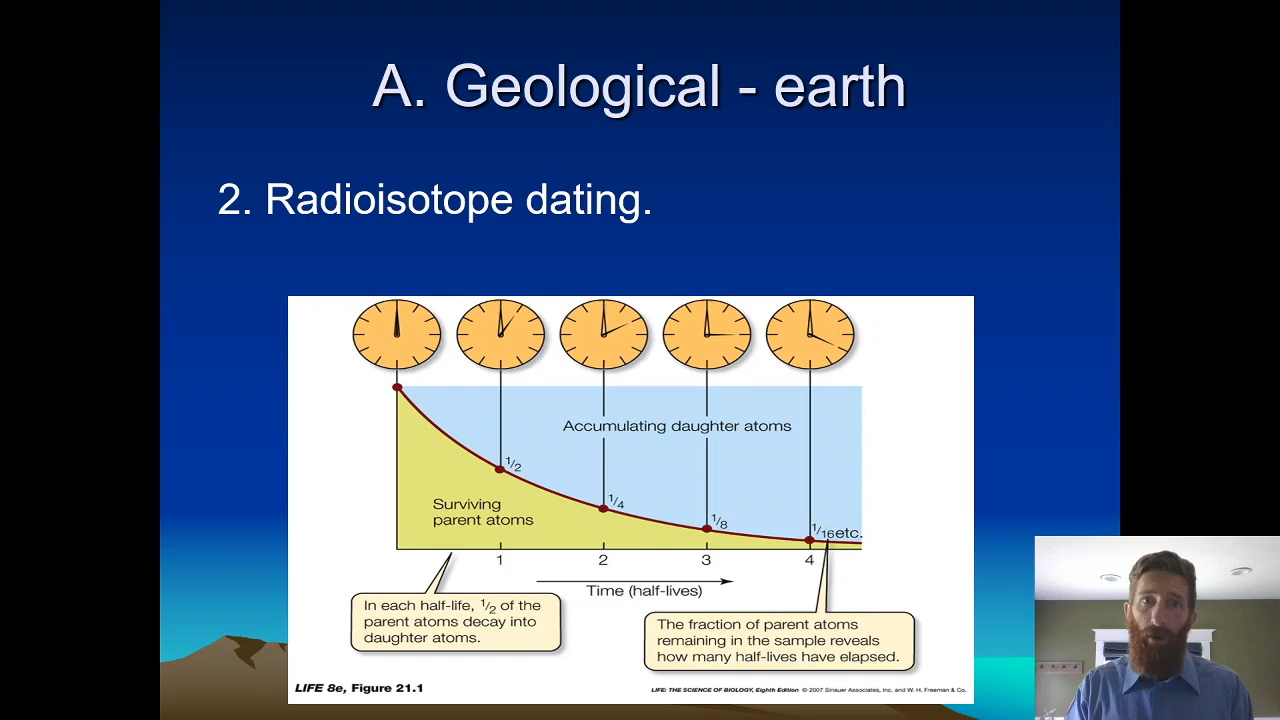 A. Geological - earth
2. Radioisotope dating.
Accumulating daughter atoms
1/2
1/4
1/8
1/16 etc.
Surviving
parent atoms
1 2 3 4
Time (half-lives)
In each half-life, 1/2 of the
parent atoms decay into
daughter atoms.
The fraction of parent atoms
remaining in the sample reveals
how many half-lives have elapsed.
LIFE 8e, Figure 21.1
LIFE: THE SCIENCE OF BIOLOGY, Eighth Edition © 2007 Sinauer Associates, Inc. and W. H. Freeman & Co.